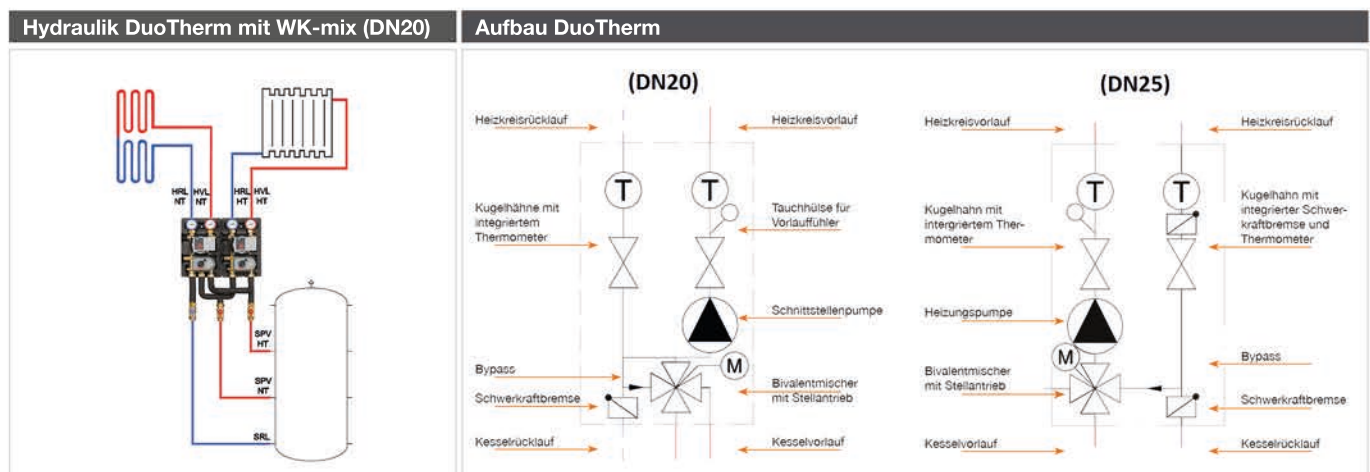 Hydraulik DuoTherm mit WK-mix (DN20)
HRL
NT
HVL
NT
HRL
HT
HVL
HT
SPV
HT
SPV
NT
SRL
Aufbau DuoTherm
(DN20)
Heizkreisrücklauf
Heizkreisvorlauf
T
T
Kugelhähne mit
integriertem
Thermometer
Tauchhülse für
Vorlauffühler
Schnittstellenpumpe
M
Bypass
Schwerkraftbremse
Bivalentmischer
mit Stellantrieb
Kesselrücklauf
Kesselvorlauf
(DN25)
Heizkreisvorlauf
Heizkreisrücklauf
T
T
Kugelhahn mit
intergriertem Ther-
mometer
Kugelhahn mit
integrierter Schwer-
kraftbremse und
Thermometer
Heizungspumpe
M
Bypass
Bivalentmischer
mit Stellantrieb
Schwerkraftbremse
Kesselvorlauf
Kesselrücklauf